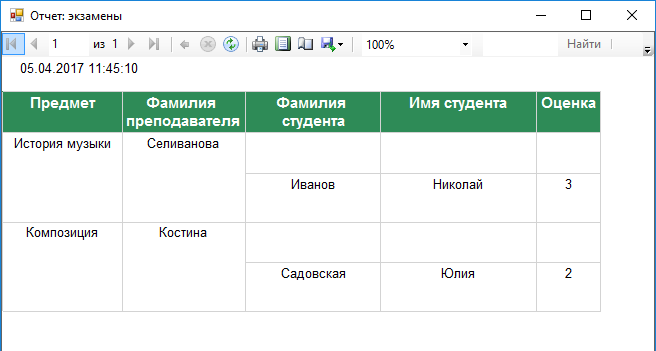 Отчет: экзамены
1 из 1 100% Найти
05.04.2017 11:45:10
Предмет Фамилия преподавателя Фамилия студента Имя студента Оценка
История музыки Селиванова
Иванов Николай 3
Композиция Костина
Садовская Юлия 2